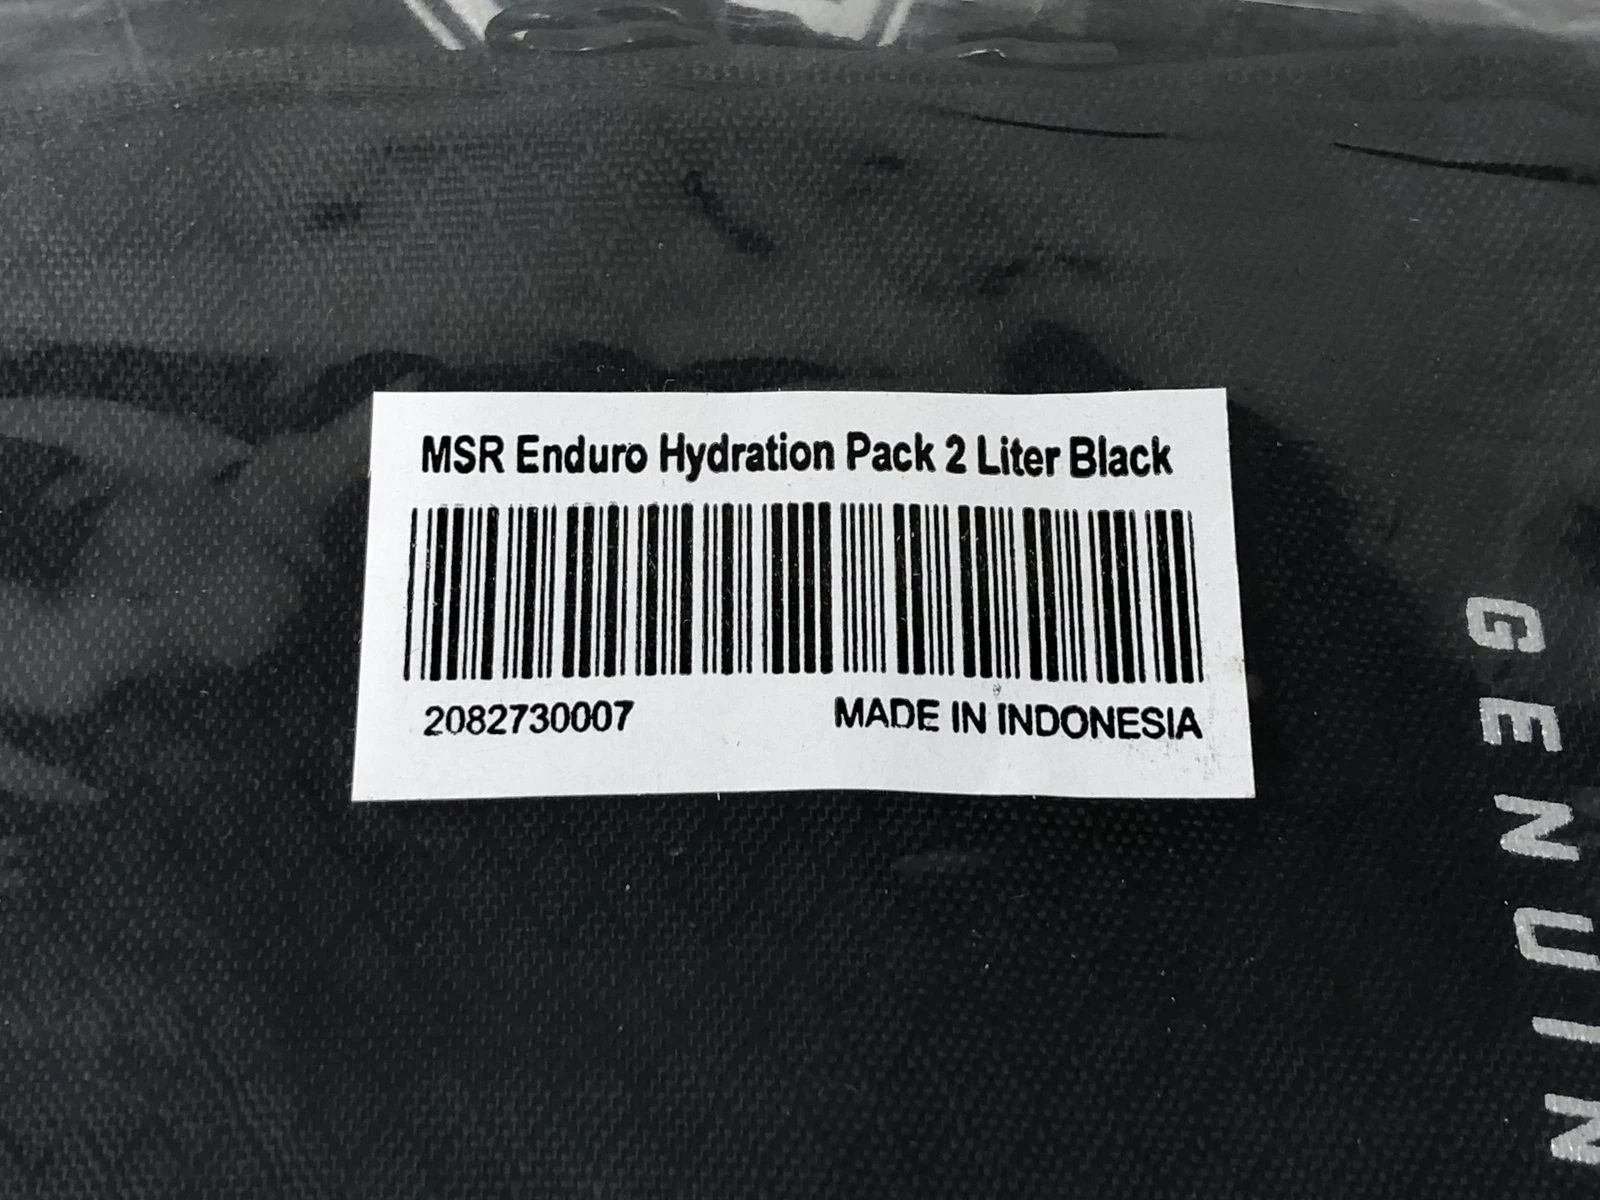 MSR Enduro Hydration Pack 2 Liter Black
2082730007
MADE IN INDONESIA
GENUIN